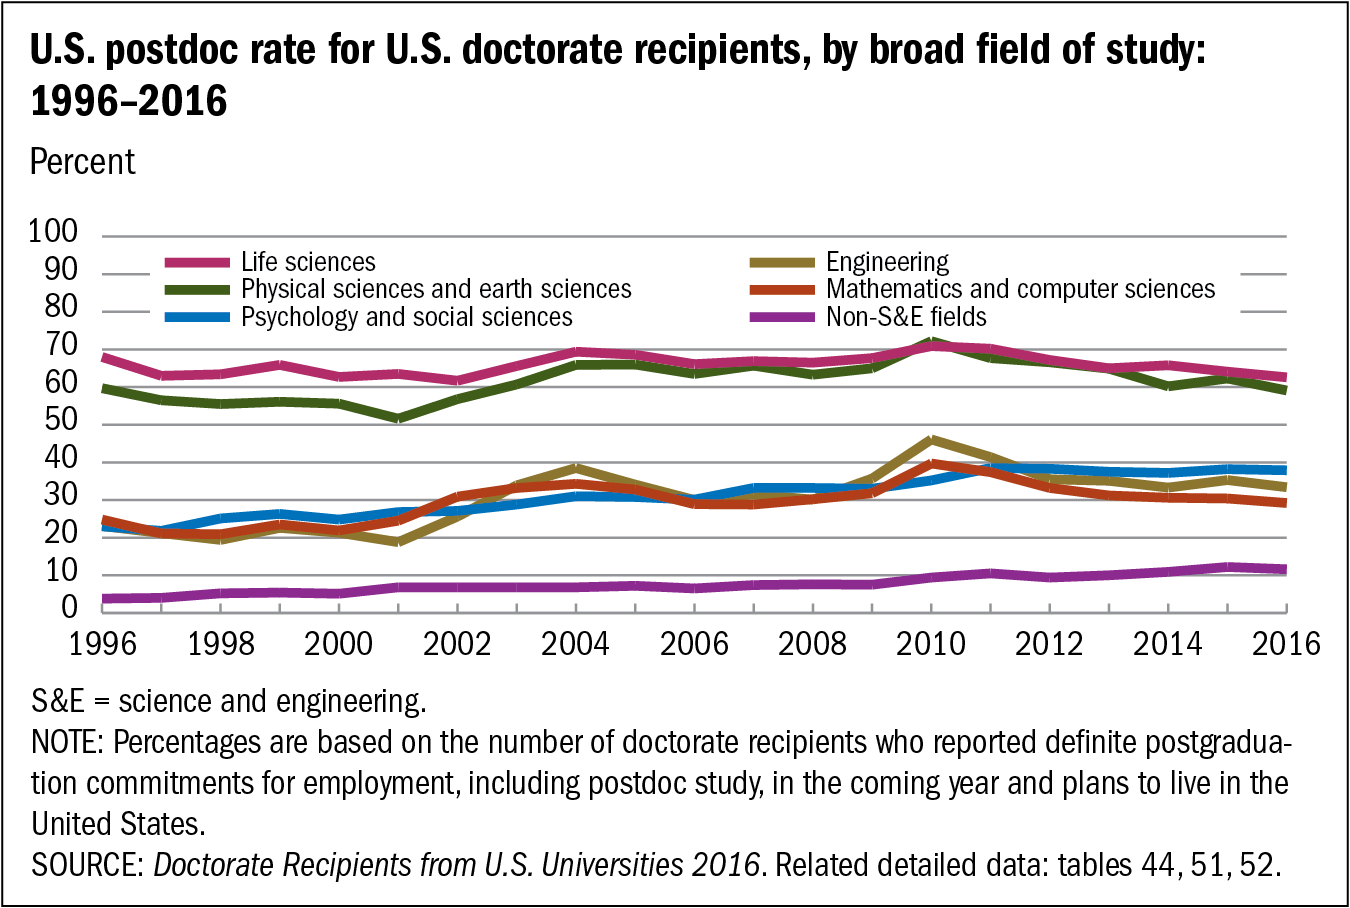 U.S. postdoc rate for U.S. doctorate recipients, by broad field of study:
1996–2016
Percent
100
90
80
70
60
50
40
30
20
10
0
Life sciences
Physical sciences and earth sciences
Psychology and social sciences
Engineering
Mathematics and computer sciences
Non-S&E fields
1996 1998 2000 2002 2004 2006 2008 2010 2012 2014 2016
S&E = science and engineering.
NOTE: Percentages are based on the number of doctorate recipients who reported definite postgradua-
tion commitments for employment, including postdoc study, in the coming year and plans to live in the
United States.
SOURCE: Doctorate Recipients from U.S. Universities 2016. Related detailed data: tables 44, 51, 52.